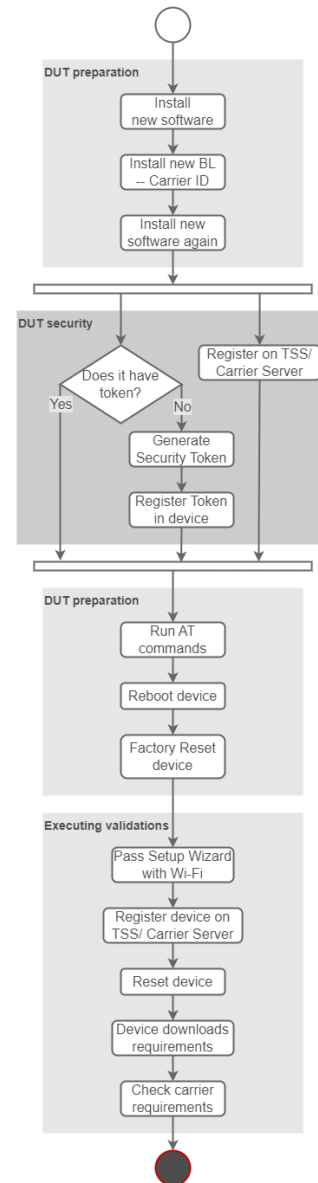 DUT preparation
Install
new software
Install new BL
-- Carrier ID
Install new
software again
DUT security
Does it have
token?
Register on TSS/
Carrier Server
Yes
No
Generate
Security Token
Register Token
in device
DUT preparation
Run AT
commands
Reboot device
Factory Reset
device
Executing validations
Pass Setup Wizard
with Wi-Fi
Register device on
TSS/ Carrier Server
Reset device
Device downloads
requirements
Check carrier
requirements